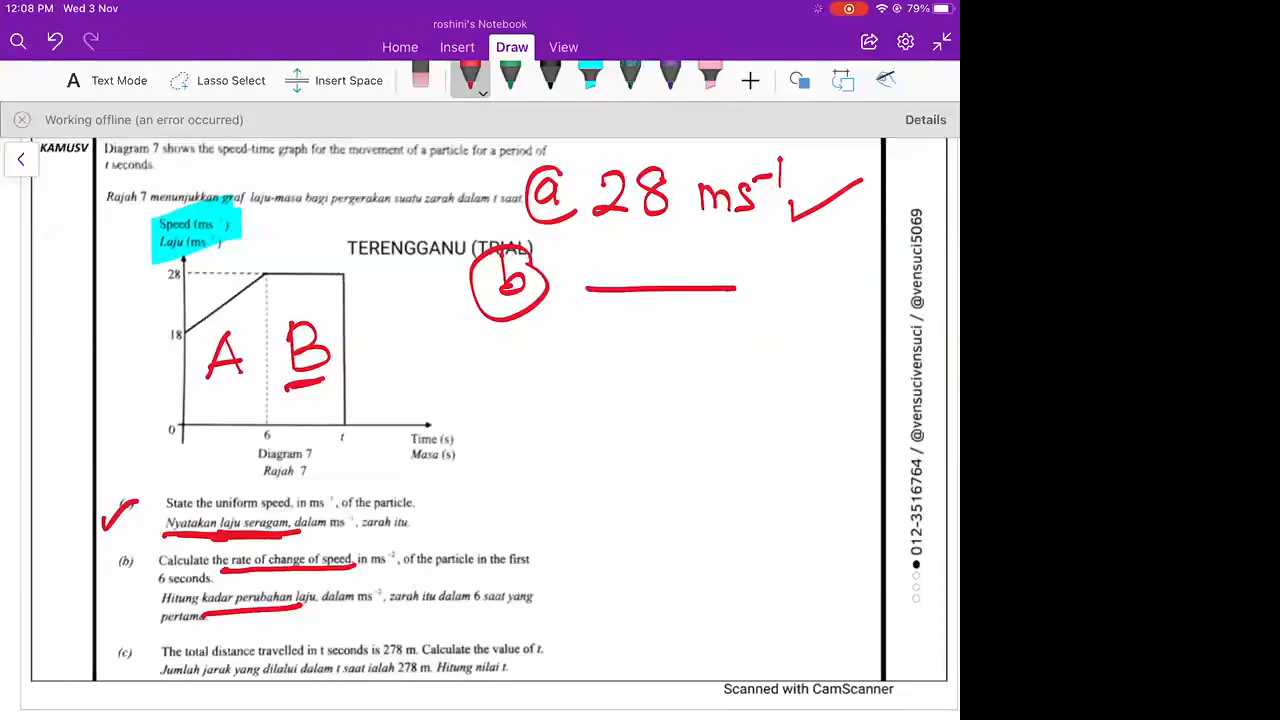 12:08 PM Wed 3 Nov
79%
roshini's Notebook
Home Insert Draw View
A Text Mode Lasso Select Insert Space
Working offline (an error occurred) Details
KAMUSV
Diagram 7 shows the speed-time graph for the movement of a particle for a period of
t seconds.
Rajah 7 menunjukkan graf laju-masa bagi pergerakan suatu zarah dalam t saat.
a 28 ms⁻¹
Speed (ms⁻¹)
Laju (ms⁻¹)
TERENGGANU (TRIAL)
b
28
18
A B
0
6 t Time (s)
Masa (s)
Diagram 7
Rajah 7
State the uniform speed, in ms⁻¹, of the particle.
Nyatakan laju seragam, dalam ms⁻¹, zarah itu.
(b) Calculate the rate of change of speed, in ms⁻², of the particle in the first
6 seconds.
Hitung kadar perubahan laju, dalam ms⁻², zarah itu dalam 6 saat yang
pertama.
(c) The total distance travelled in t seconds is 278 m. Calculate the value of t.
Jumlah jarak yang dilalui dalam t saat ialah 278 m. Hitung nilai t.
012-3516764 / @vensucivensuci / @vensuci5069
Scanned with CamScanner